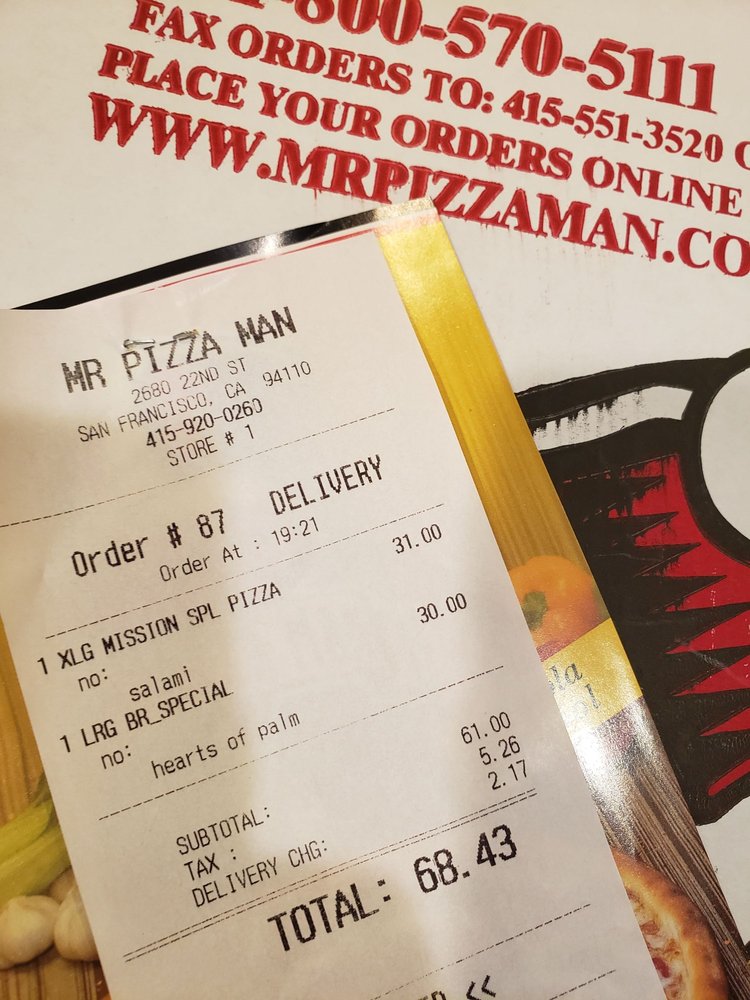 -800-570-5111
FAX ORDERS TO: 415-551-3520
PLACE YOUR ORDERS ONLINE
WWW.MRPIZZAMAN.CO
MR PIZZA MAN
2680 22ND ST
SAN FRANCISCO, CA 94110
415-920-0260
STORE # 1
Order # 87 DELIVERY
Order At : 19:21
1 XLG MISSION SPL PIZZA 31.00
no:
salami
1 LRG BR_SPECIAL 30.00
no:
hearts of palm
SUBTOTAL: 61.00
TAX : 5.26
DELIVERY CHG: 2.17
TOTAL: 68.43
<<